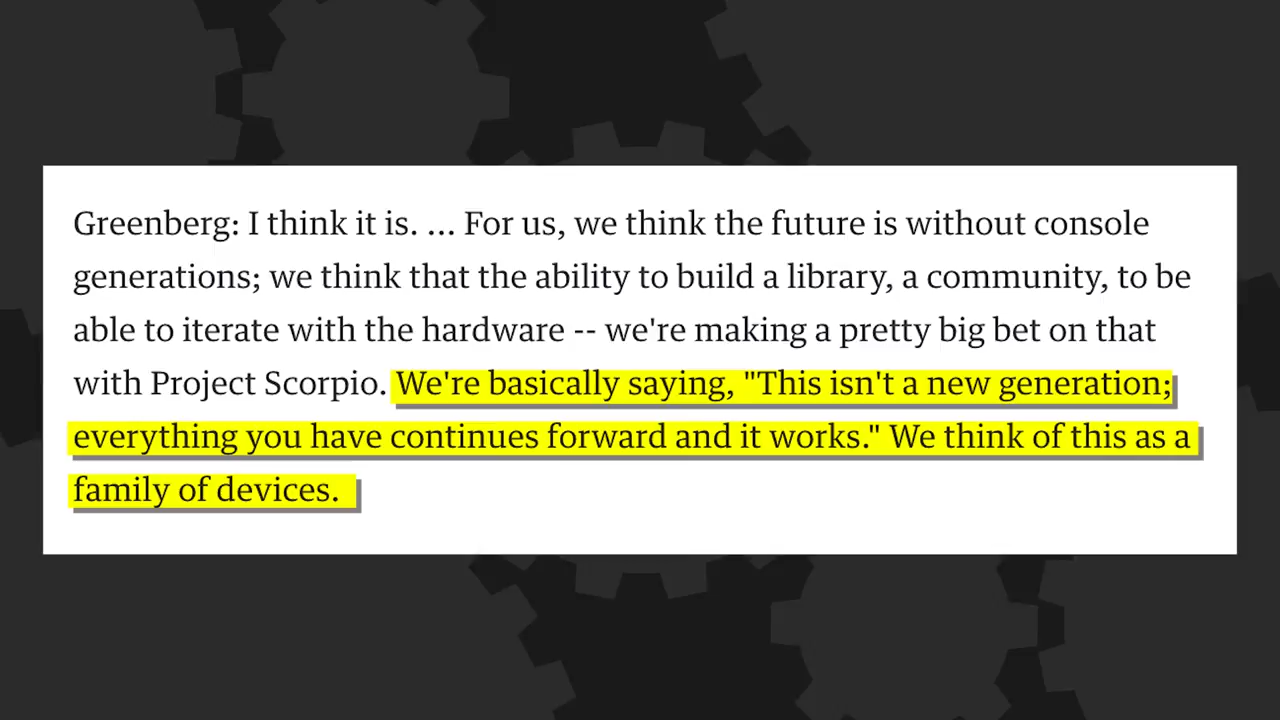 Greenberg: I think it is. ... For us, we think the future is without console
generations; we think that the ability to build a library, a community, to be
able to iterate with the hardware -- we're making a pretty big bet on that
with Project Scorpio. We're basically saying, "This isn't a new generation;
everything you have continues forward and it works." We think of this as a
family of devices.